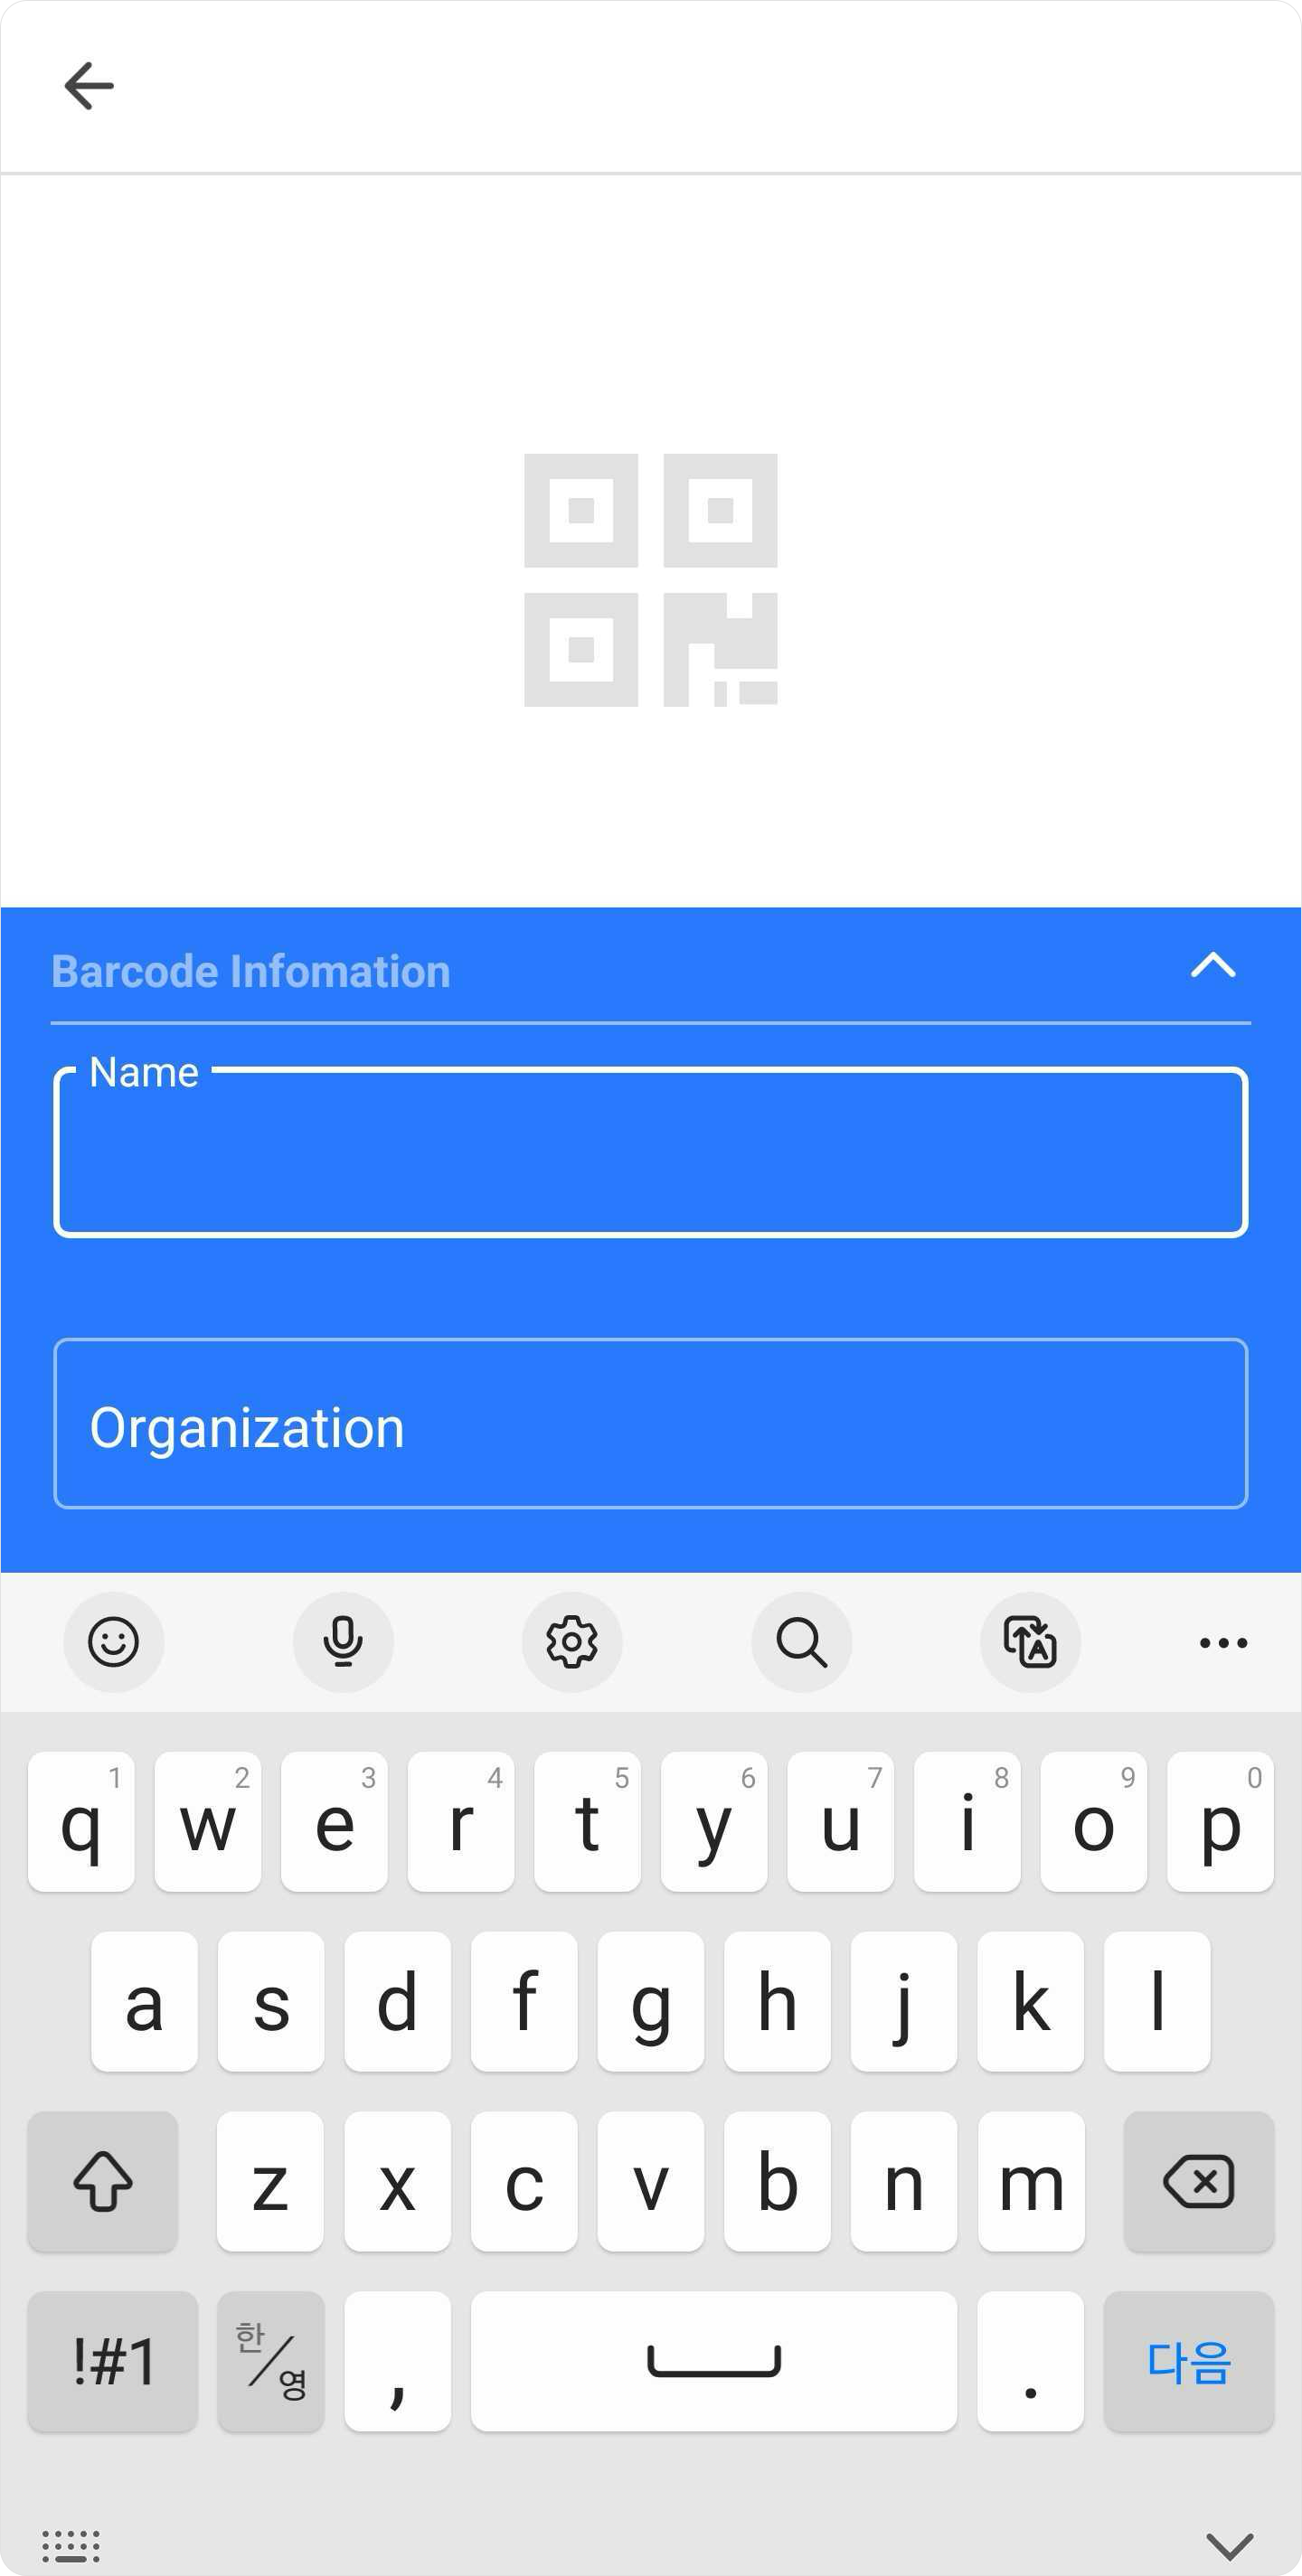 Barcode Infomation
Name
Organization
1 2 3 4 5 6 7 8 9 0
q w e r t y u i o p
a s d f g h j k l
z x c v b n m
!#1 한/영 , . 다음